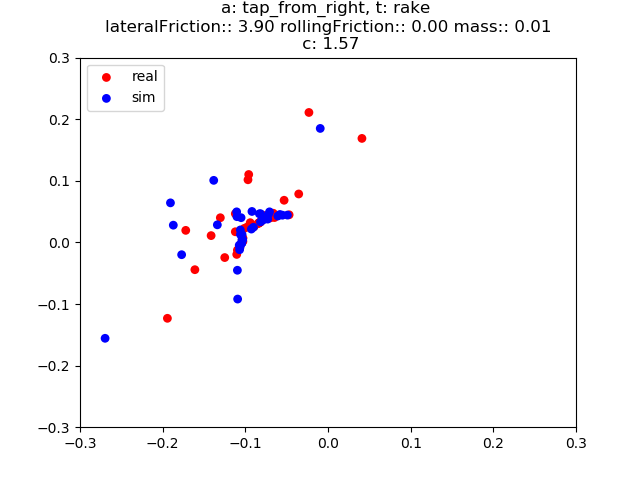 a: tap_from_right, t: rake
lateralFriction:: 3.90 rollingFriction:: 0.00 mass:: 0.01
c: 1.57
real
sim
0.3
0.2
0.1
0.0
−0.1
−0.2
−0.3
−0.3
−0.2
−0.1
0.0
0.1
0.2
0.3